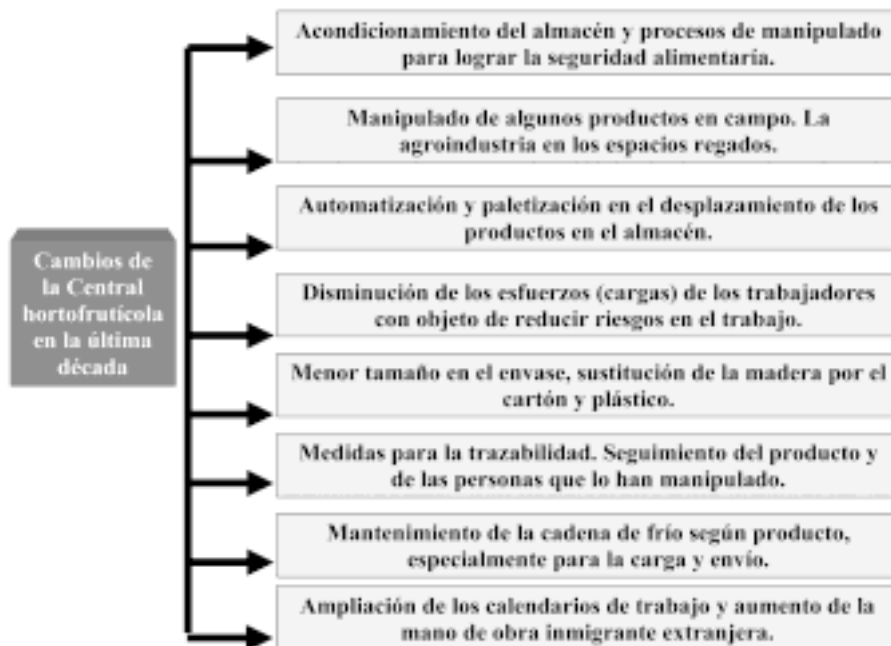 Acondicionamiento del almacén y procesos de manipulado
para lograr la seguridad alimentaría.
Manipulado de algunos productos en campo. La
agroindustria en los espacios regados.
Automatización y paletización en el desplazamiento de los
productos en el almacén.
Cambios de
la Central
hortofrutícola
en la última
década
Disminución de los esfuerzos (cargas) de los trabajadores
con objeto de reducir riesgos en el trabajo.
Menor tamaño en el envase, sustitución de la madera por el
cartón y plástico.
Medidas para la trazabilidad. Seguimiento del producto y
de las personas que lo han manipulado.
Mantenimiento de la cadena de frío según producto,
especialmente para la carga y envío.
Ampliación de los calendarios de trabajo y aumento de la
mano de obra inmigrante extranjera.